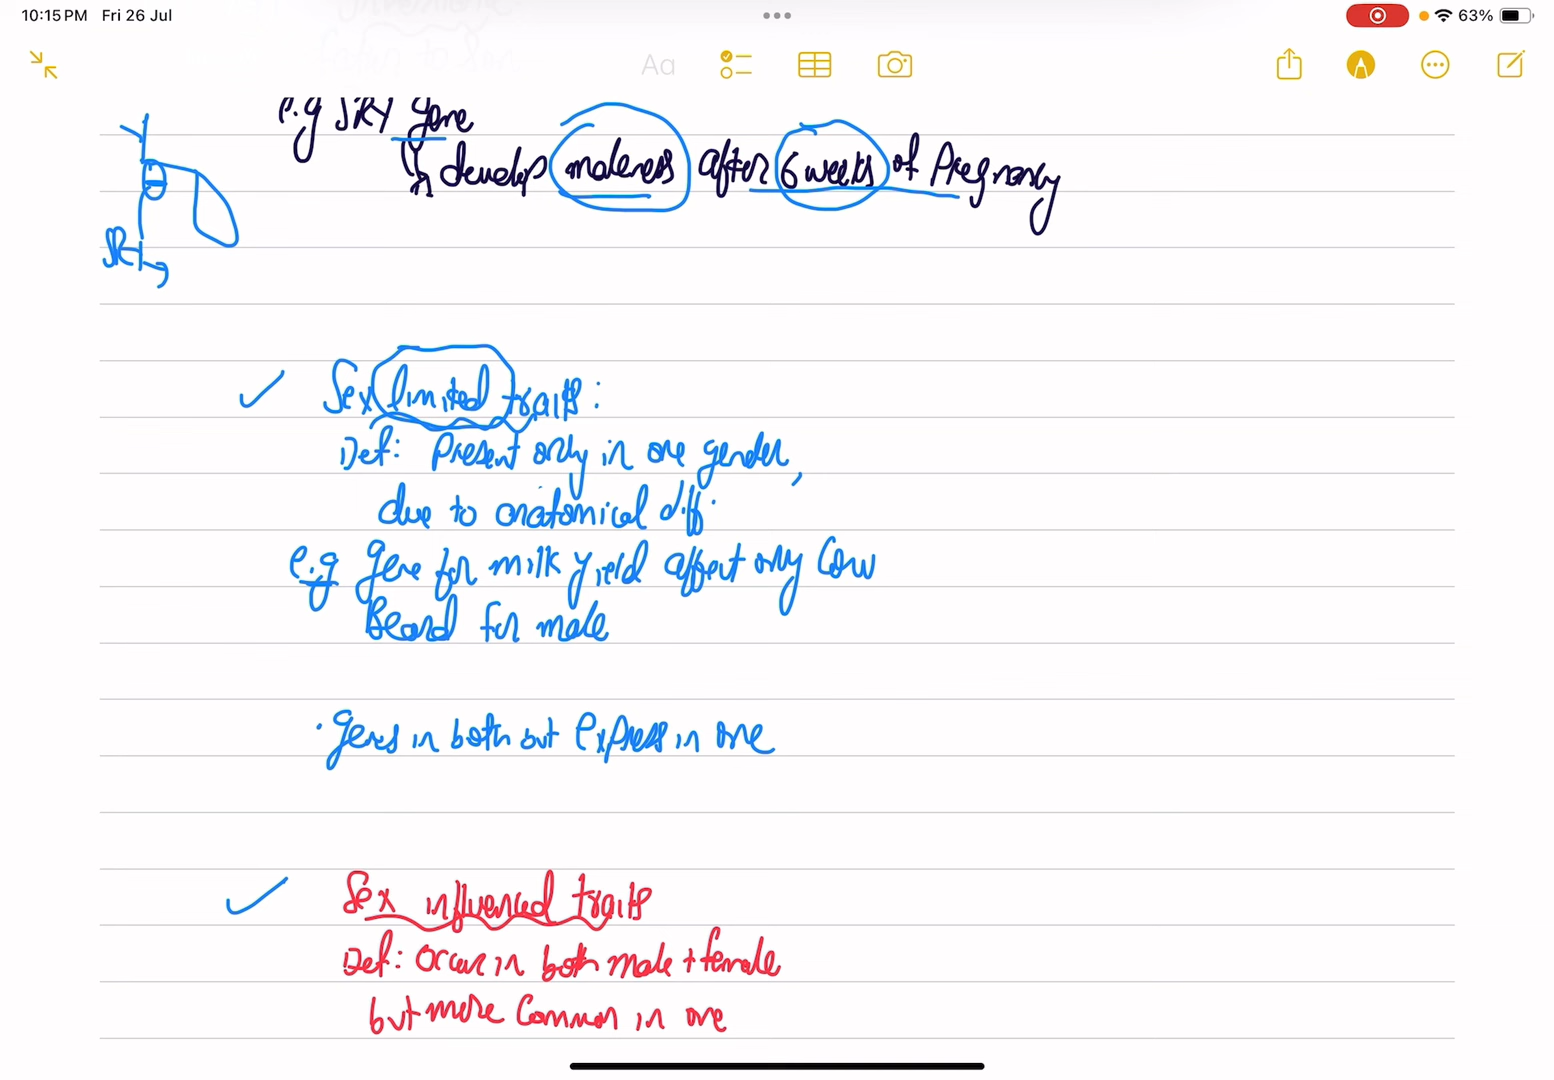 10:15 PM Fri 26 Jul
63%
Aa
e.g SRY gene
develop maleness after 6 weeks of Pregnancy
SRY
Sex limited traits:
Def: Present only in one gender,
due to anatomical diff.
e.g gene for milk yield affect only Cow
Beard for male
· genes in both but express in one
Sex influenced traits
Def: Occur in both male + female
but more Common in one